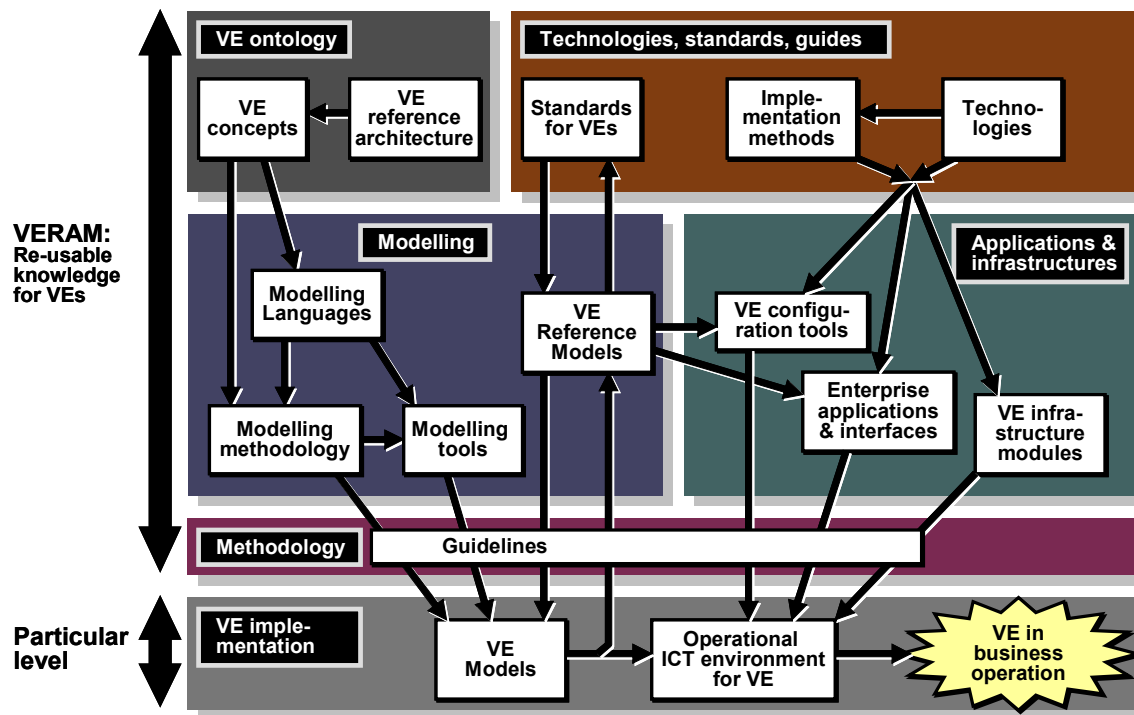 VE ontology
Technologies, standards, guides
VE
concepts
VE
reference
architecture
Standards
for VEs
Imple-
mentation
methods
Techno-
logies
VERAM:
Re-usable
knowledge
for VEs
Modelling
Applications &
infrastructures
Modelling
Languages
VE
Reference
Models
VE configu-
ration tools
Modelling
methodology
Modelling
tools
Enterprise
applications
& interfaces
VE infra-
structure
modules
Methodology
Guidelines
Particular
level
VE imple-
mentation
VE
Models
Operational
ICT environment
for VE
VE in
business
operation